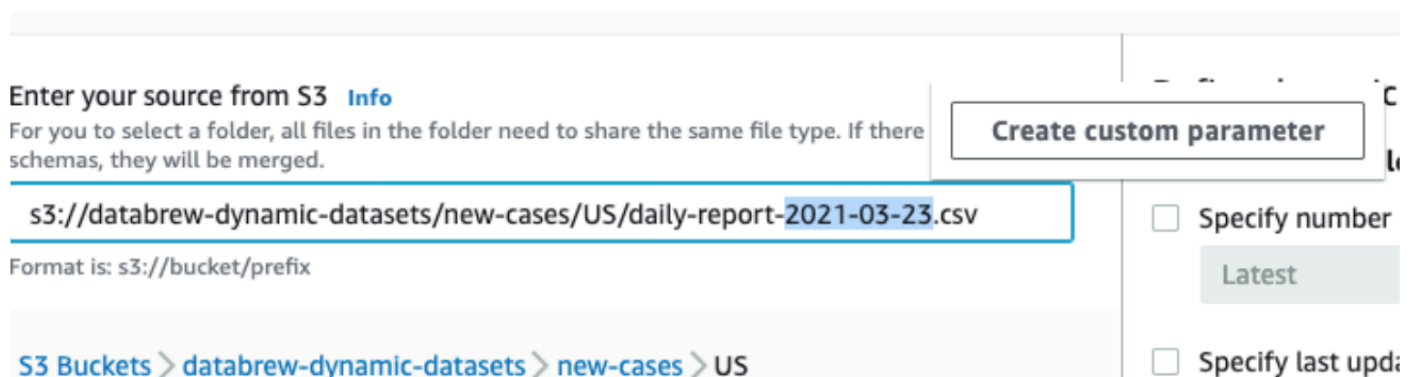 Enter your source from S3 Info
For you to select a folder, all files in the folder need to share the same file type. If there
schemas, they will be merged.
Create custom parameter
s3://databrew-dynamic-datasets/new-cases/US/daily-report-2021-03-23.csv
Format is: s3://bucket/prefix
S3 Buckets > databrew-dynamic-datasets > new-cases > US
Specify number
Latest
Specify last upda